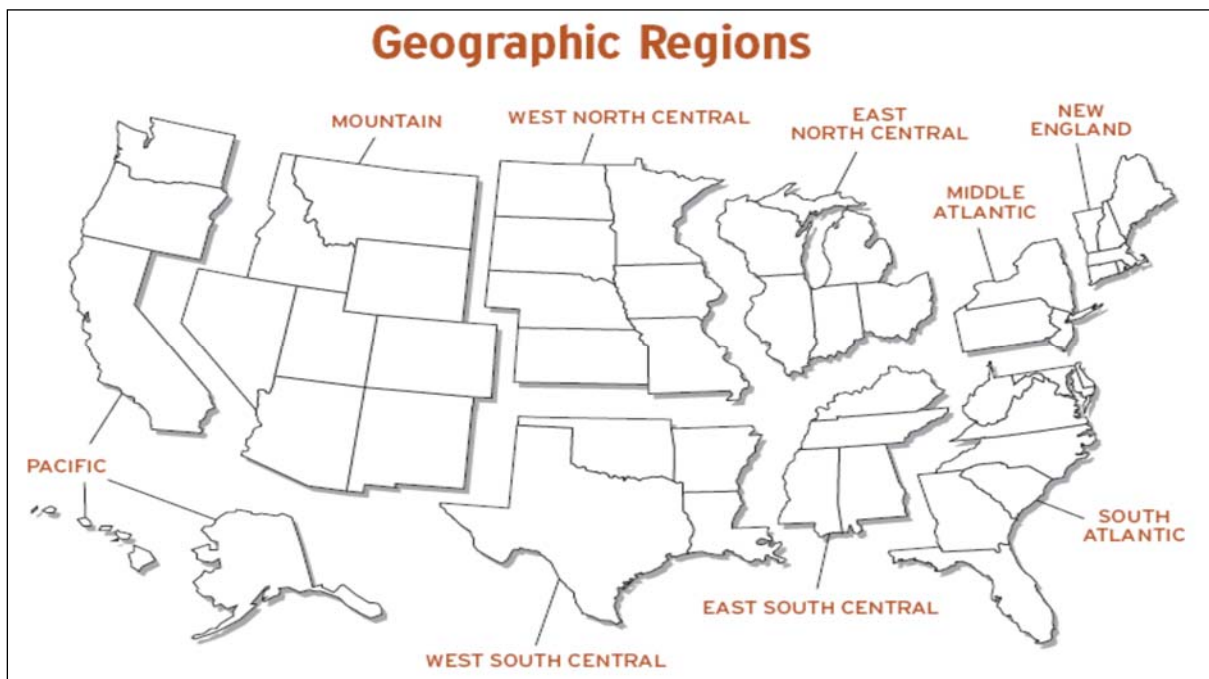 Geographic Regions
MOUNTAIN
WEST NORTH CENTRAL
EAST
NORTH CENTRAL
NEW
ENGLAND
MIDDLE
ATLANTIC
PACIFIC
SOUTH
ATLANTIC
EAST SOUTH CENTRAL
WEST SOUTH CENTRAL